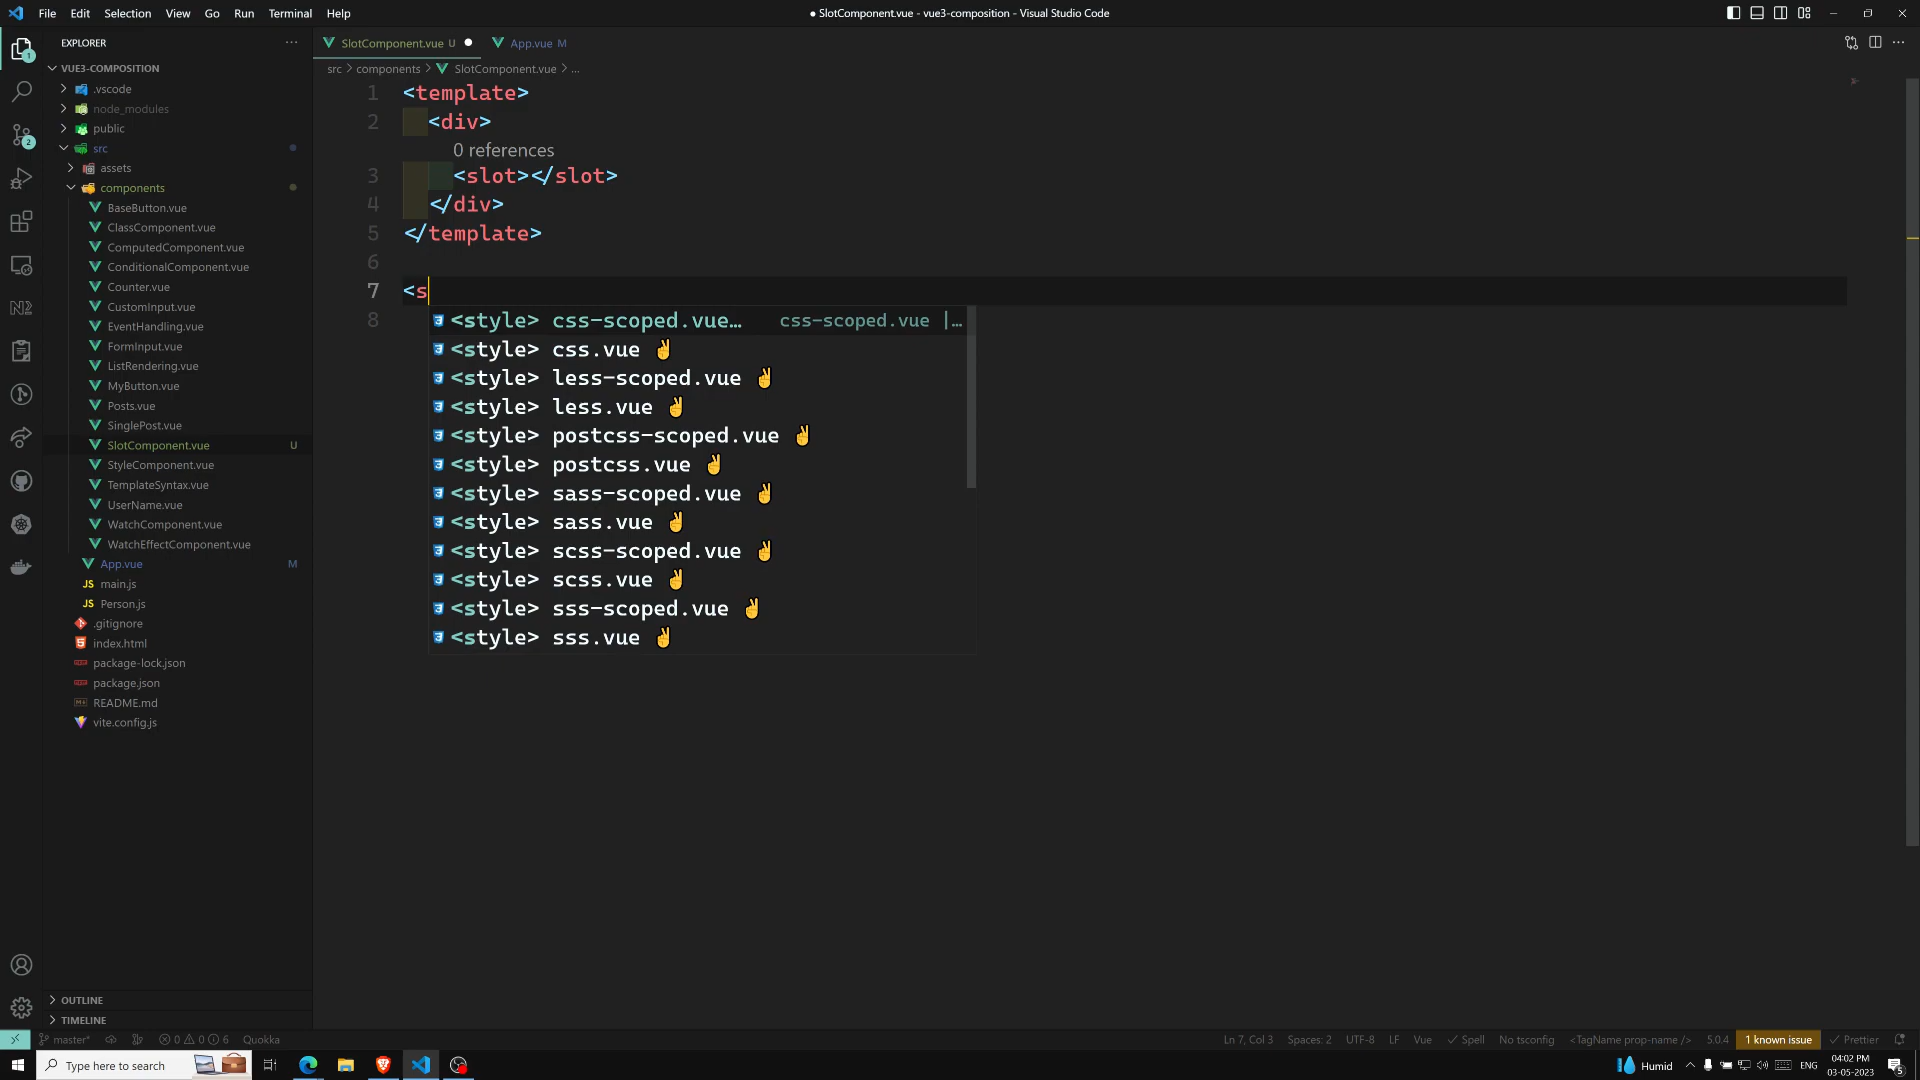 File Edit Selection View Go Run Terminal Help
● SlotComponent.vue - vue3-composition - Visual Studio Code
EXPLORER
SlotComponent.vue U
App.vue M
VUE3-COMPOSITION
src > components > SlotComponent.vue > ...
.vscode
node_modules
public
src
assets
components
BaseButton.vue
ClassComponent.vue
ComputedComponent.vue
ConditionalComponent.vue
Counter.vue
CustomInput.vue
EventHandling.vue
FormInput.vue
ListRendering.vue
MyButton.vue
Posts.vue
SinglePost.vue
SlotComponent.vue U
StyleComponent.vue
TemplateSyntax.vue
UserName.vue
WatchComponent.vue
WatchEffectComponent.vue
App.vue M
JS main.js
JS Person.js
.gitignore
index.html
package-lock.json
package.json
README.md
vite.config.js
OUTLINE
TIMELINE
1 <template>
2 <div>
0 references
3 <slot></slot>
4 </div>
5 </template>
6
7 <s
8
<style> css-scoped.vue… css-scoped.vue |…
<style> css.vue ✌
<style> less-scoped.vue ✌
<style> less.vue ✌
<style> postcss-scoped.vue ✌
<style> postcss.vue ✌
<style> sass-scoped.vue ✌
<style> sass.vue ✌
<style> scss-scoped.vue ✌
<style> scss.vue ✌
<style> sss-scoped.vue ✌
<style> sss.vue ✌
master* 0 0 6 Quokka
Ln 7, Col 3 Spaces: 2 UTF-8 LF Vue Spell No tsconfig <TagName prop-name /> 5.0.4 1 known issue Prettier
Type here to search
Humid ENG 04:02 PM
03-05-2023 5